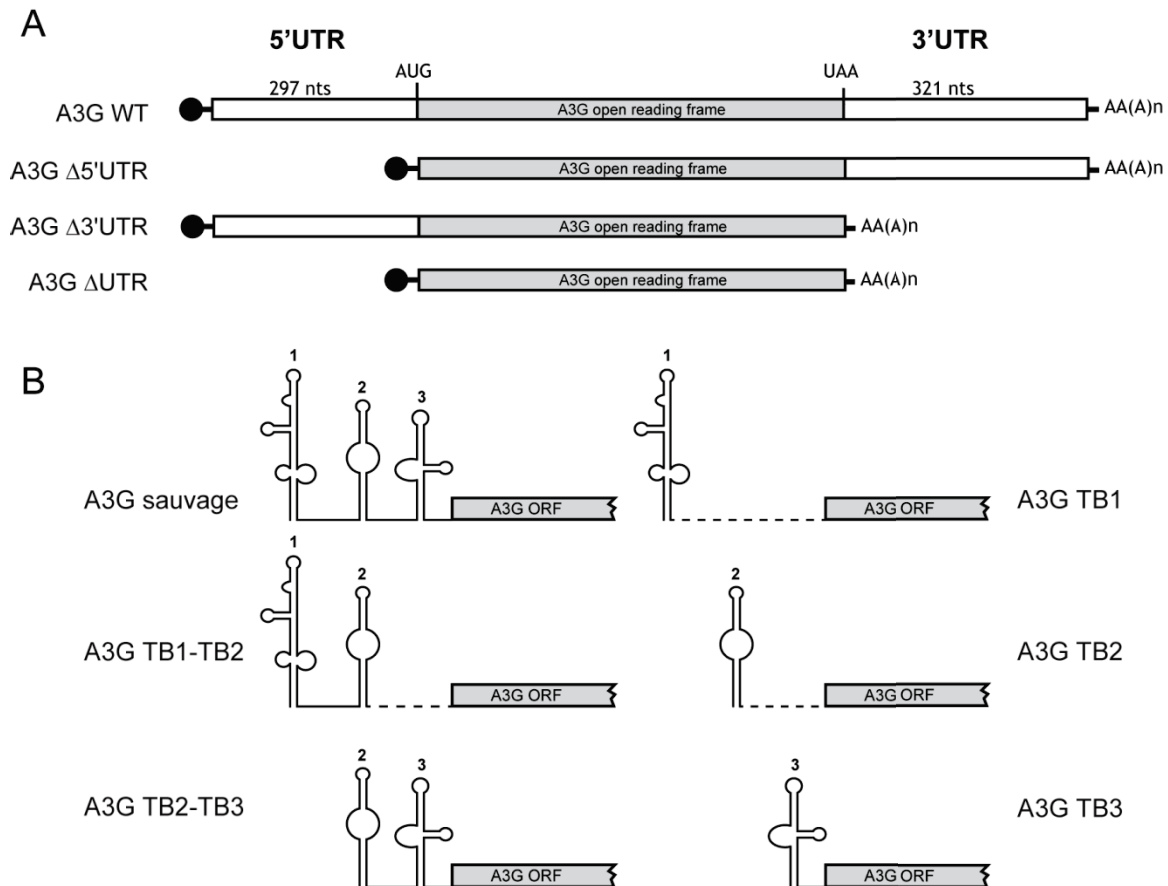 A
5'UTR 3'UTR
AUG UAA
297 nts 321 nts
A3G WT A3G open reading frame AA(A)n
A3G Δ5'UTR A3G open reading frame AA(A)n
A3G Δ3'UTR A3G open reading frame AA(A)n
A3G ΔUTR A3G open reading frame AA(A)n
B
1 2 3 1
A3G sauvage A3G ORF A3G ORF A3G TB1
1 2 2
A3G TB1-TB2 A3G ORF A3G ORF A3G TB2
2 3 3
A3G TB2-TB3 A3G ORF A3G ORF A3G TB3